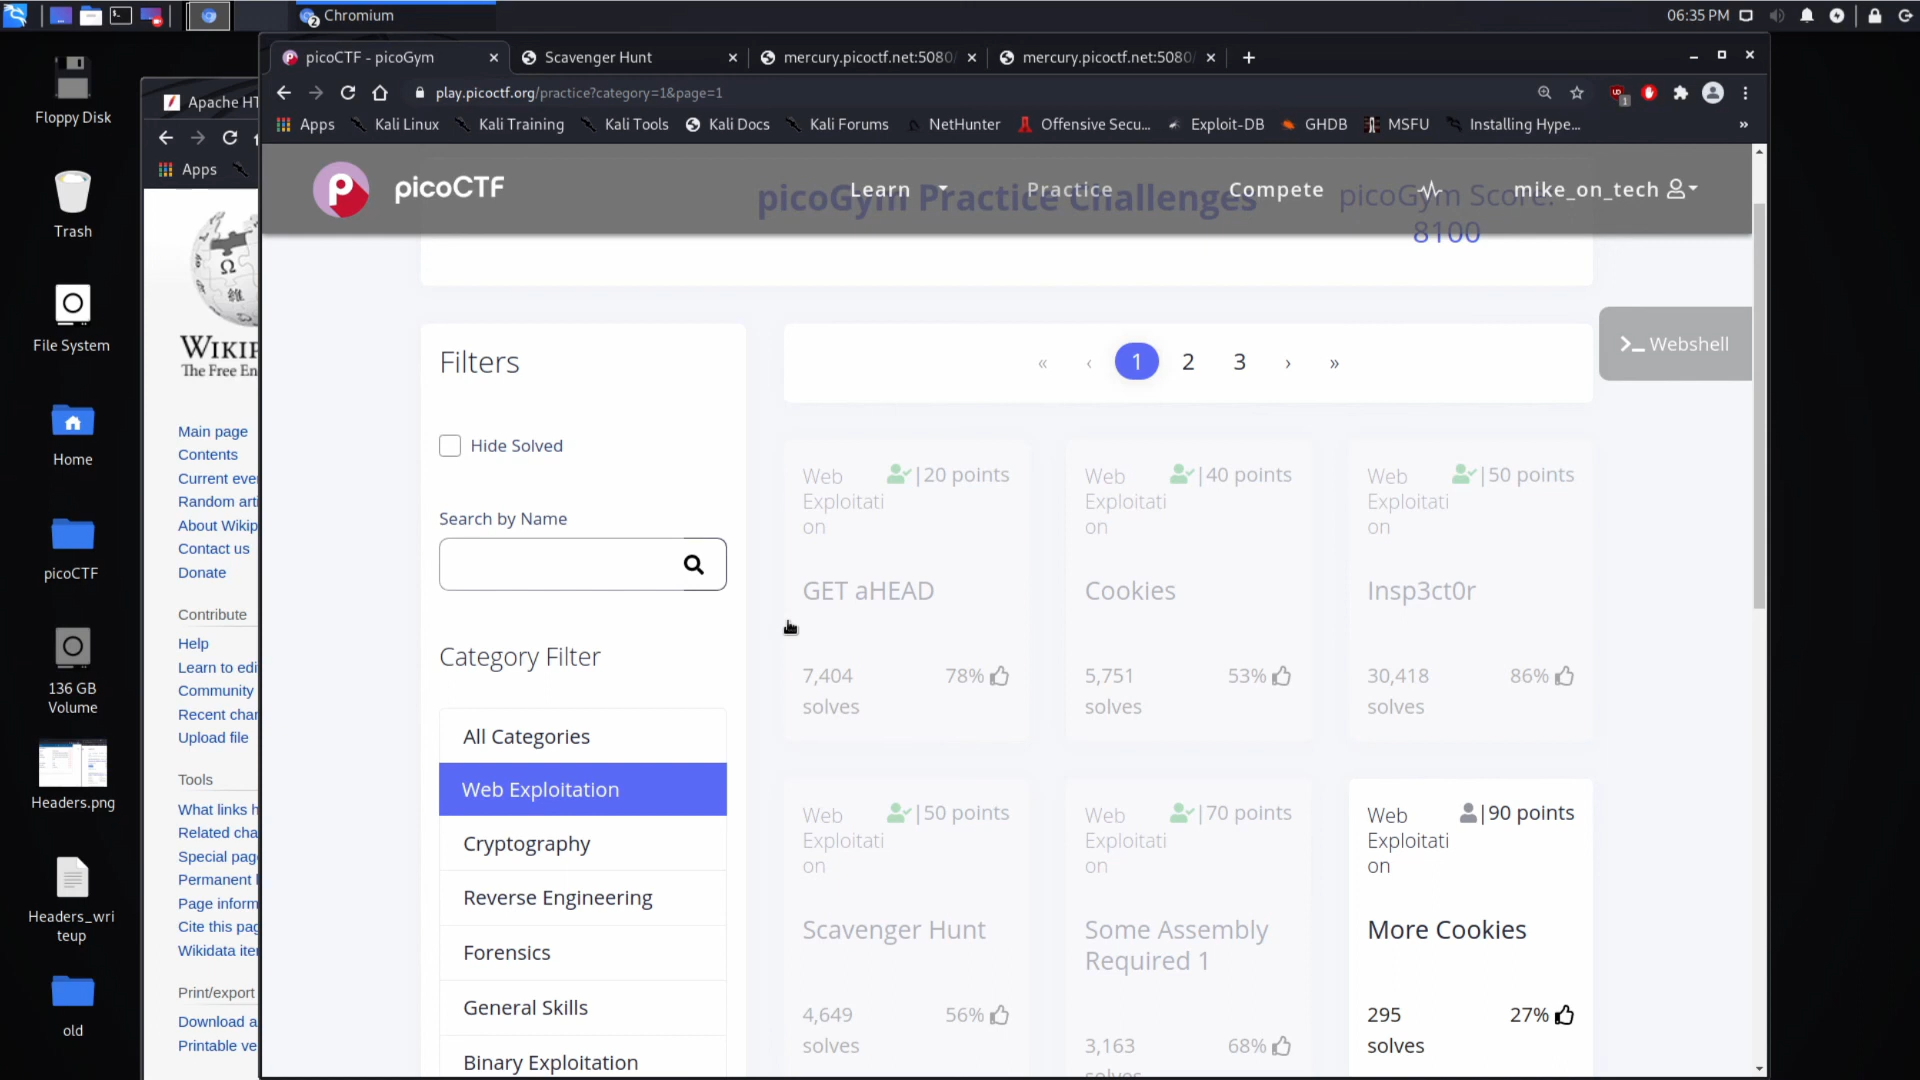 Chromium
06:35 PM
Floppy Disk
Trash
File System
Home
picoCTF
136 GB
Volume
Headers.png
Headers_wri
teup
old
Apache HT
Apps
WIKIP
The Free En
Main page
Contents
Current eve
Random arti
About Wikip
Contact us
Donate
Contribute
Help
Learn to edi
Community
Recent char
Upload file
Tools
What links h
Related cha
Special pag
Permanent l
Page inform
Cite this pag
Wikidata ite
Print/export
Download a
Printable ve
picoCTF - picoGym
Scavenger Hunt
mercury.picoctf.net:5080/
mercury.picoctf.net:5080/
play.picoctf.org/practice?category=1&page=1
Apps
Kali Linux
Kali Training
Kali Tools
Kali Docs
Kali Forums
NetHunter
Offensive Secu...
Exploit-DB
GHDB
MSFU
Installing Hype...
»
picoCTF
Learn
Practice
Compete
mike_on_tech
picoGym Practice Challenges
picoGym Score:
8100
>_ Webshell
Filters
Hide Solved
Search by Name
Category Filter
All Categories
Web Exploitation
Cryptography
Reverse Engineering
Forensics
General Skills
Binary Exploitation
« ‹ 1 2 3 › »
Web
Exploitati
on
|20 points
GET aHEAD
7,404
solves
78%
Web
Exploitati
on
|40 points
Cookies
5,751
solves
53%
Web
Exploitati
on
|50 points
Insp3ct0r
30,418
solves
86%
Web
Exploitati
on
|50 points
Scavenger Hunt
4,649
solves
56%
Web
Exploitati
on
|70 points
Some Assembly
Required 1
3,163
solves
68%
Web
Exploitati
on
|90 points
More Cookies
295
solves
27%